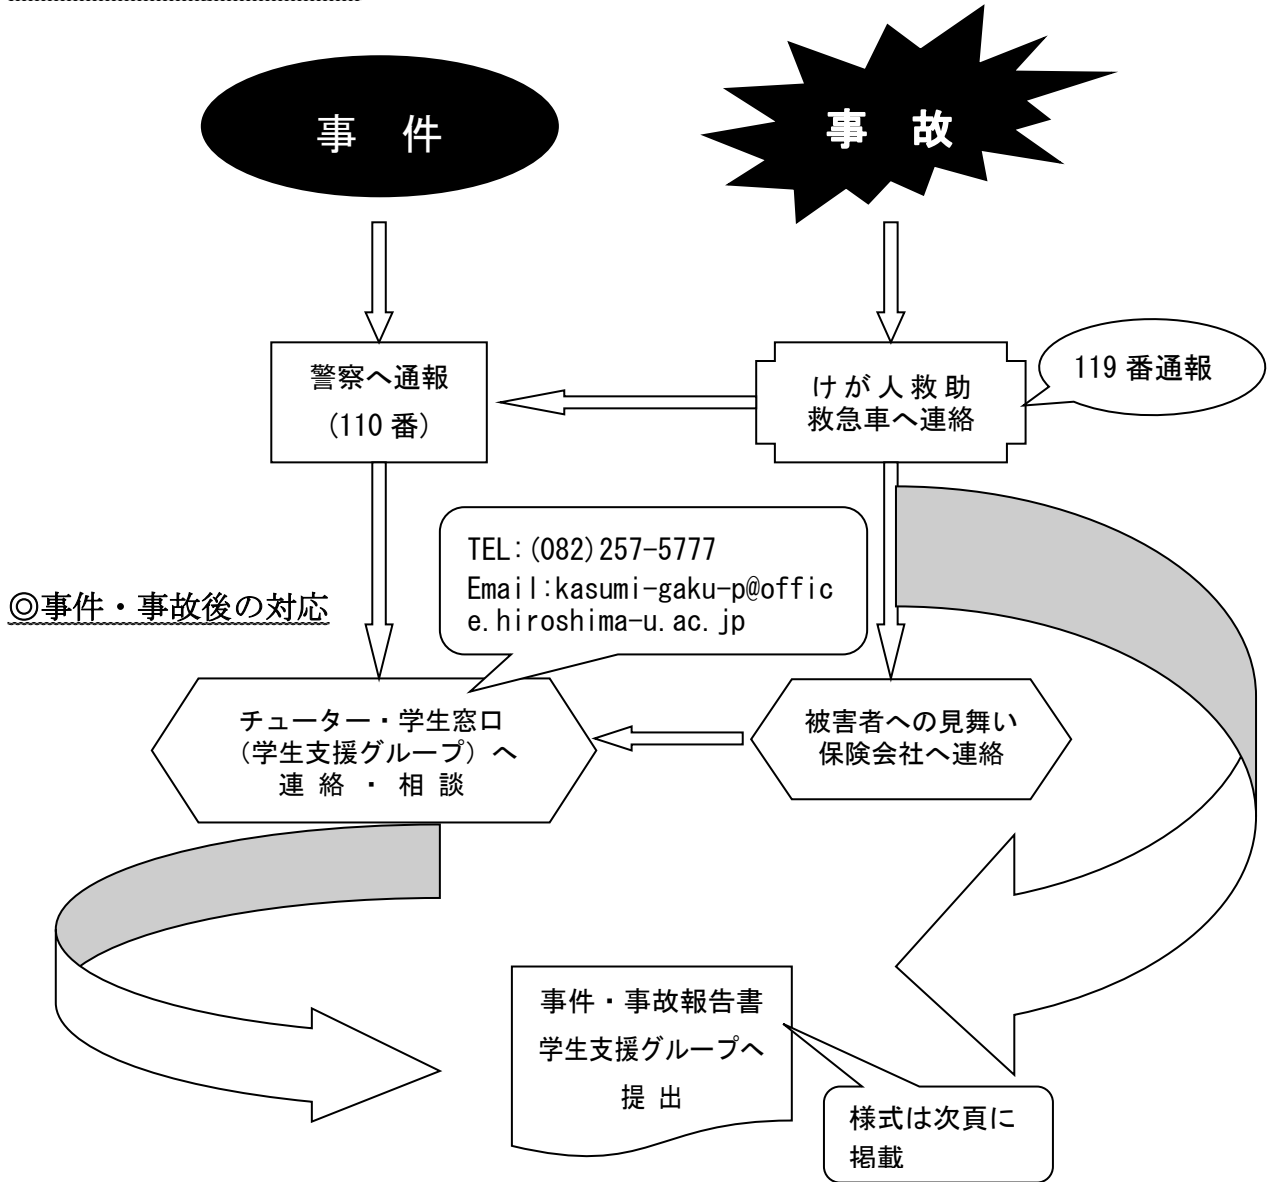 事 件
事 故
警察へ通報
(110 番)
けが人救助
救急車へ連絡
119 番通報
TEL:(082)257-5777
Email:kasumi-gaku-p@offic
e.hiroshima-u.ac.jp
◎事件・事故後の対応
チューター・学生窓口
(学生支援グループ)へ
連 絡 ・ 相 談
被害者への見舞い
保険会社へ連絡
事件・事故報告書
学生支援グループへ
提 出
様式は次頁に
掲載